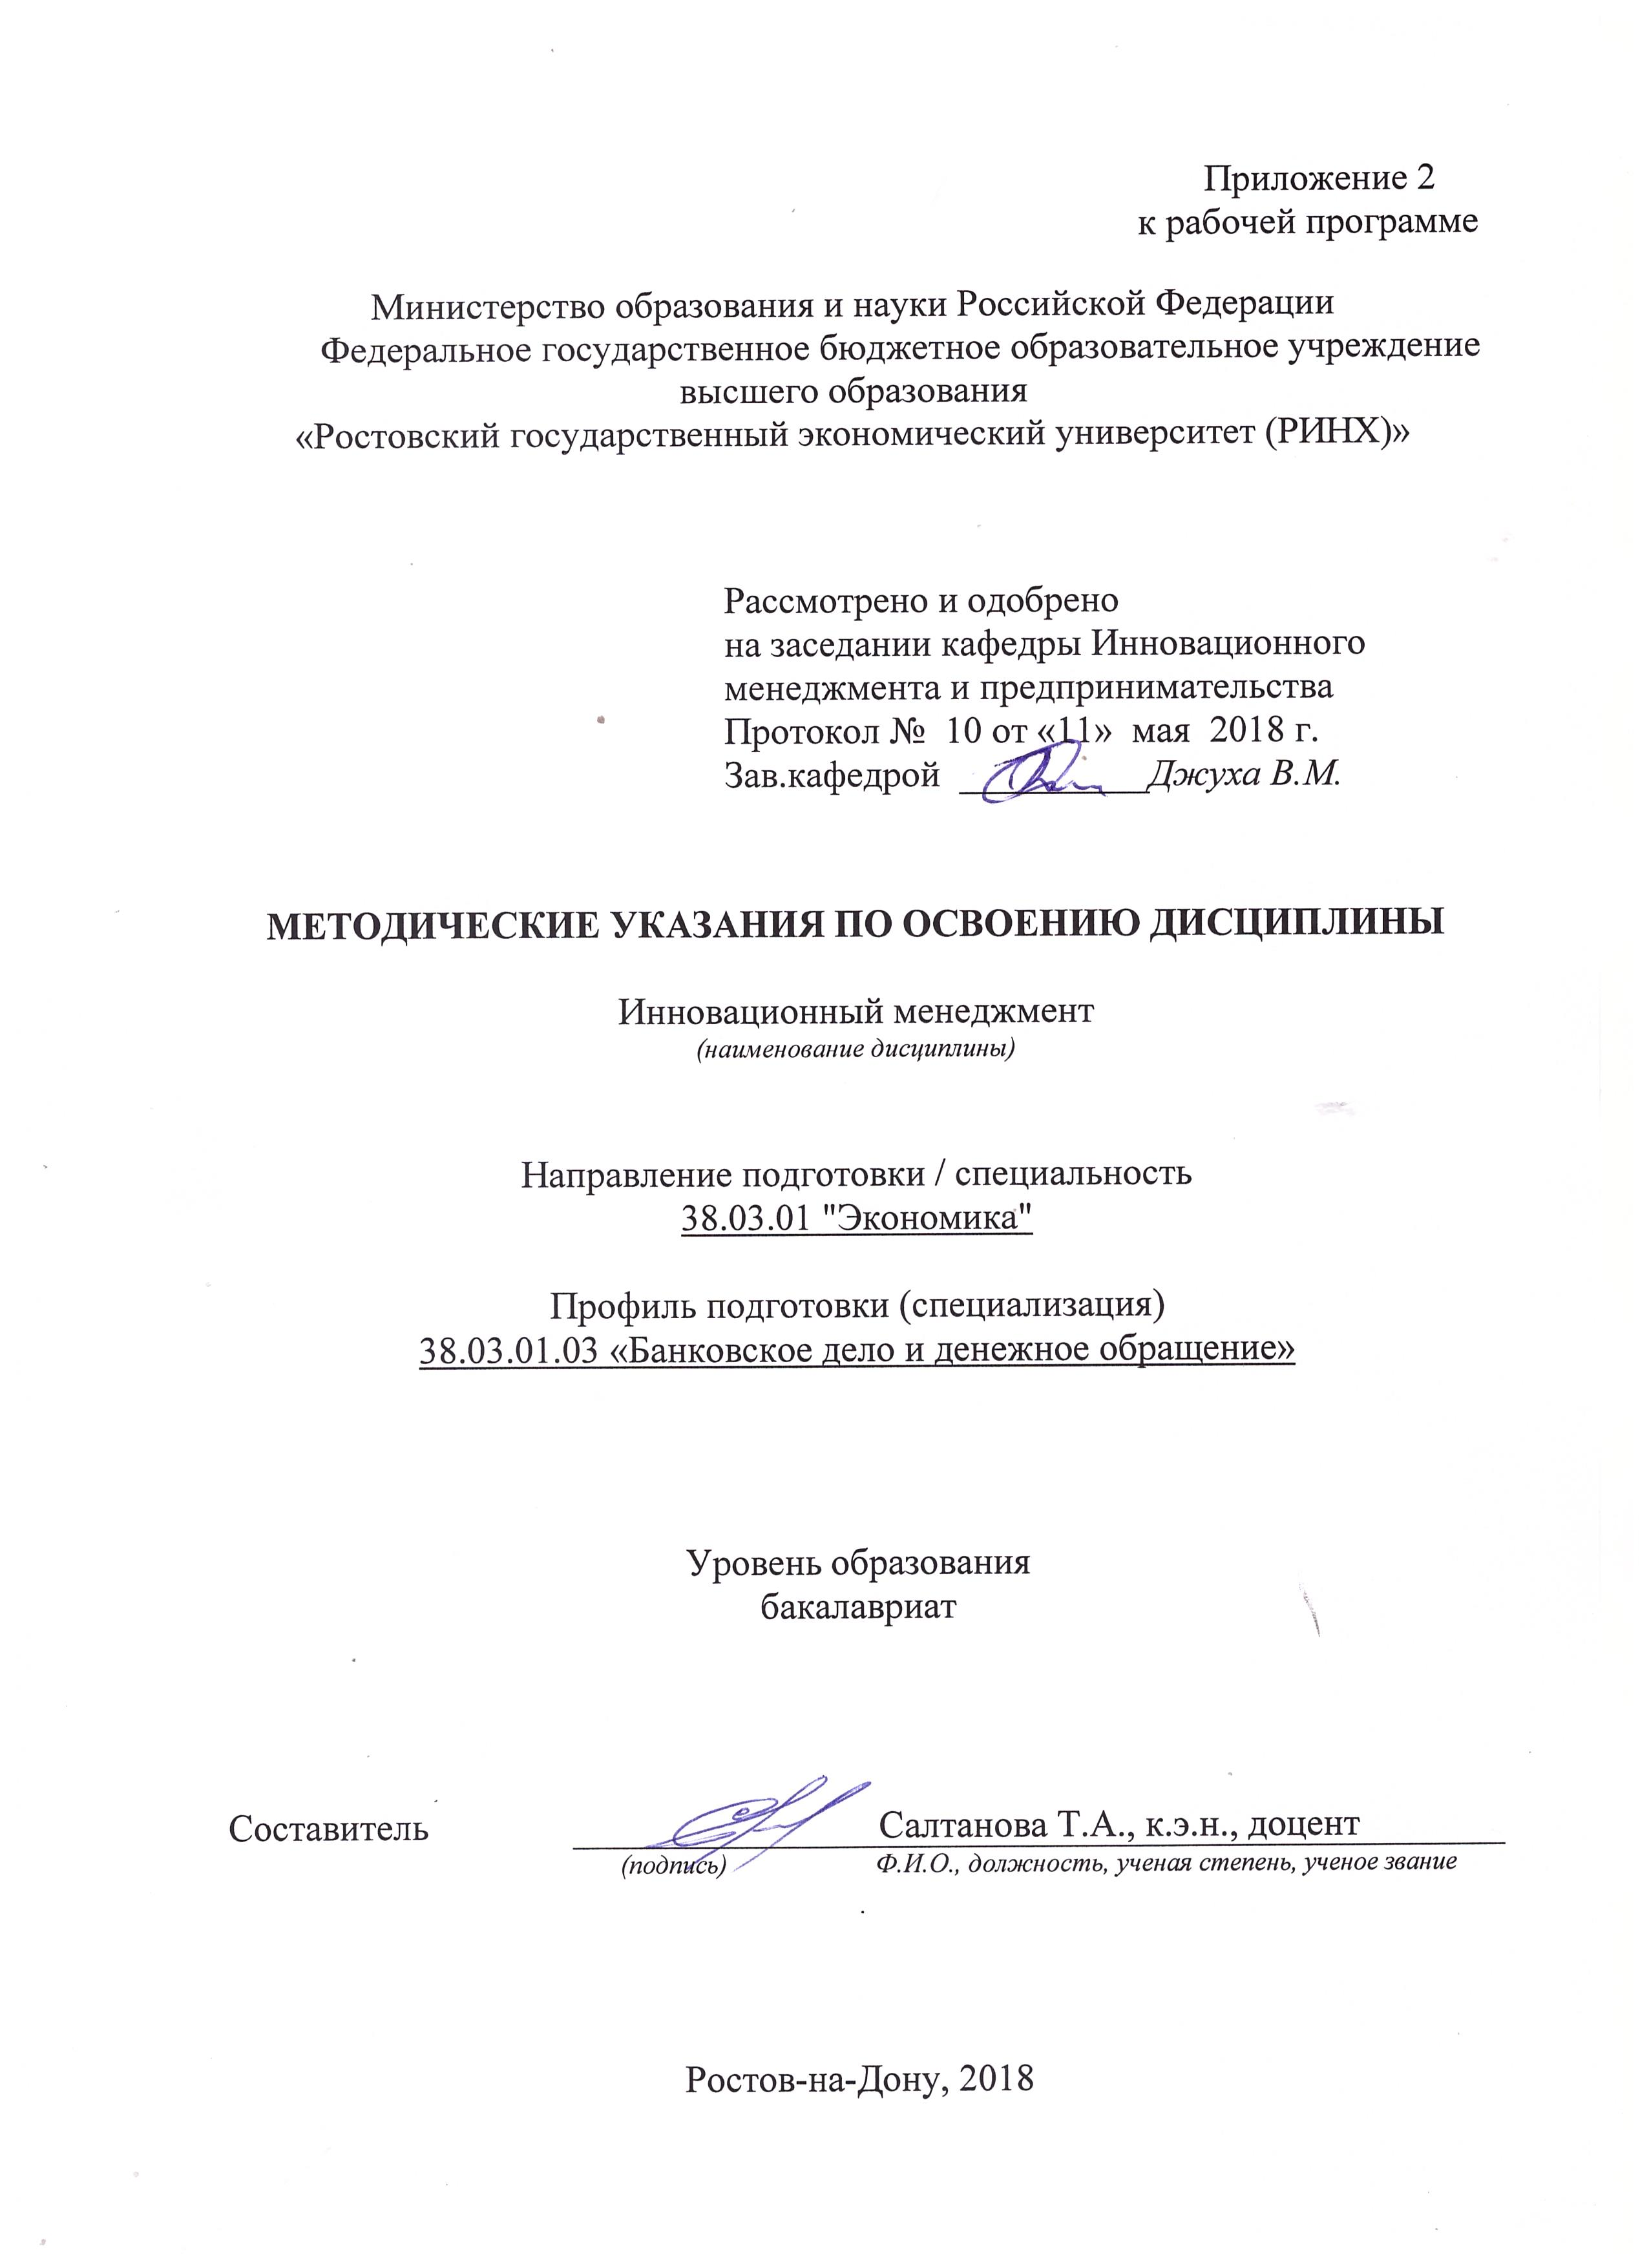 Приложение 2
к рабочей программе
Министерство образования и науки Российской Федерации
Федеральное государственное бюджетное образовательное учреждение
высшего образования
«Ростовский государственный экономический университет (РИНХ)»
Рассмотрено и одобрено
на заседании кафедры Инновационного
менеджмента и предпринимательства
Протокол № 10 от «11» мая 2018 г.
Зав.кафедрой __________Джуха В.М.
МЕТОДИЧЕСКИЕ УКАЗАНИЯ ПО ОСВОЕНИЮ ДИСЦИПЛИНЫ
Инновационный менеджмент
(наименование дисциплины)
Направление подготовки / специальность
38.03.01 "Экономика"
Профиль подготовки (специализация)
38.03.01.03 «Банковское дело и денежное обращение»
Уровень образования
бакалавриат
Составитель Салтанова Т.А., к.э.н., доцент
(подпись) Ф.И.О., должность, ученая степень, ученое звание
Ростов-на-Дону, 2018